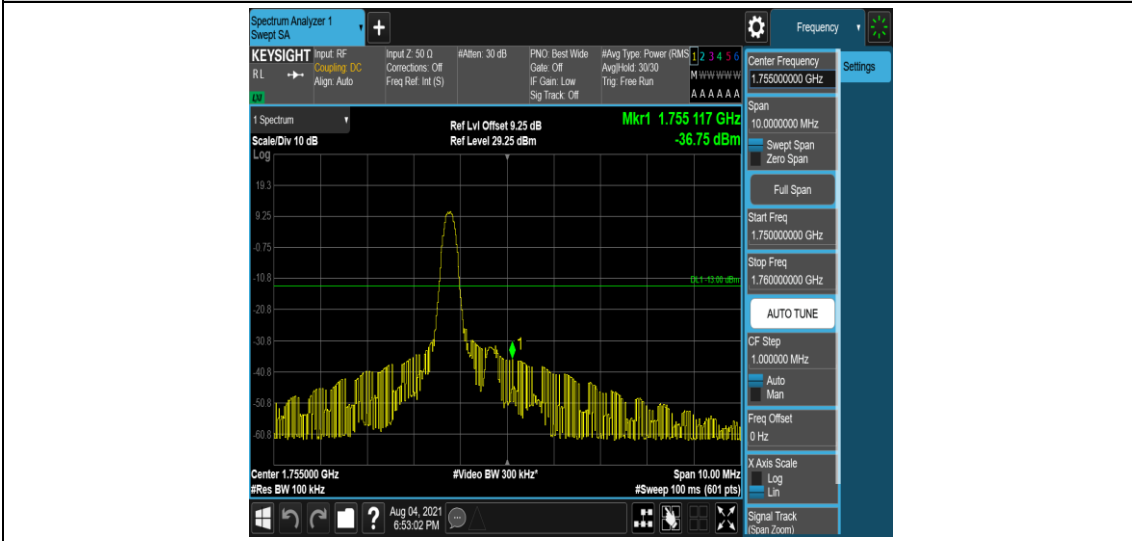 Spectrum Analyzer 1
Swept SA
+
Frequency
KEYSIGHT
RL
Input: RF
Coupling: DC
Align: Auto
Input Z: 50 Ω
Corrections: Off
Freq Ref: Int (S)
#Atten: 30 dB
PNO: Best Wide
Gate: Off
IF Gain: Low
Sig Track: Off
#Avg Type: Power (RMS
Avg|Hold: 30/30
Trig: Free Run
1 2 3 4 5 6
M W W W W W
A A A A A A
1 Spectrum
Scale/Div 10 dB
Log
Ref Lvl Offset 9.25 dB
Ref Level 29.25 dBm
Mkr1 1.755 117 GHz
-36.75 dBm
19.3
9.25
-0.75
-10.8
-20.8
-30.8
-40.8
-50.8
-60.8
DL1 -13.00 dBm
1
Center 1.755000 GHz
#Res BW 100 kHz
#Video BW 300 kHz*
Span 10.00 MHz
#Sweep 100 ms (601 pts)
?
Aug 04, 2021
6:53:02 PM
Center Frequency
1.755000000 GHz
Settings
Span
10.0000000 MHz
Swept Span
Zero Span
Full Span
Start Freq
1.750000000 GHz
Stop Freq
1.760000000 GHz
AUTO TUNE
CF Step
1.000000 MHz
Auto
Man
Freq Offset
0 Hz
X Axis Scale
Log
Lin
Signal Track
(Span Zoom)